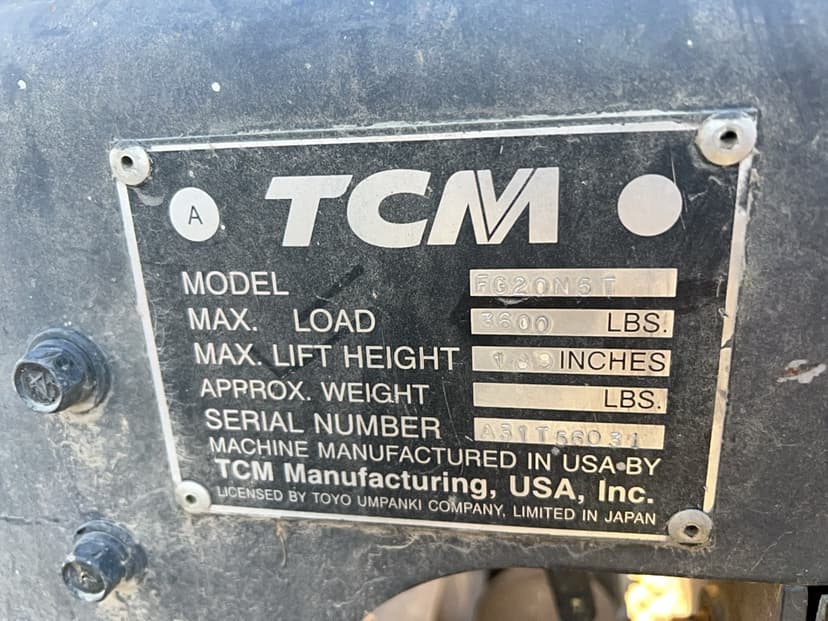 A TCM
MODEL FG20N5T
MAX. LOAD 3600 LBS.
MAX. LIFT HEIGHT 189 INCHES
APPROX. WEIGHT LBS.
SERIAL NUMBER
MACHINE MANUFACTURED IN USA BY
TCM Manufacturing, USA, Inc.
LICENSED BY TOYO UMPANKI COMPANY, LIMITED IN JAPAN